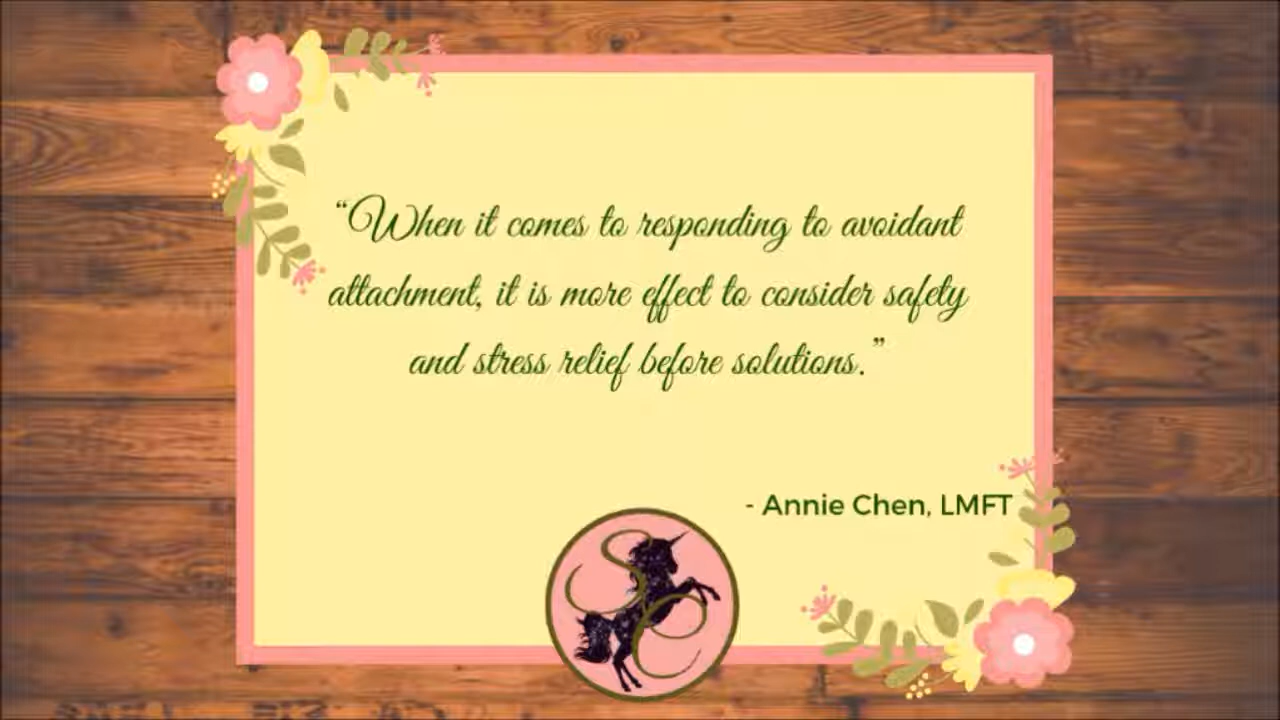 “When it comes to responding to avoidant
attachment, it is more effect to consider safety
and stress relief before solutions.”
- Annie Chen, LMFT